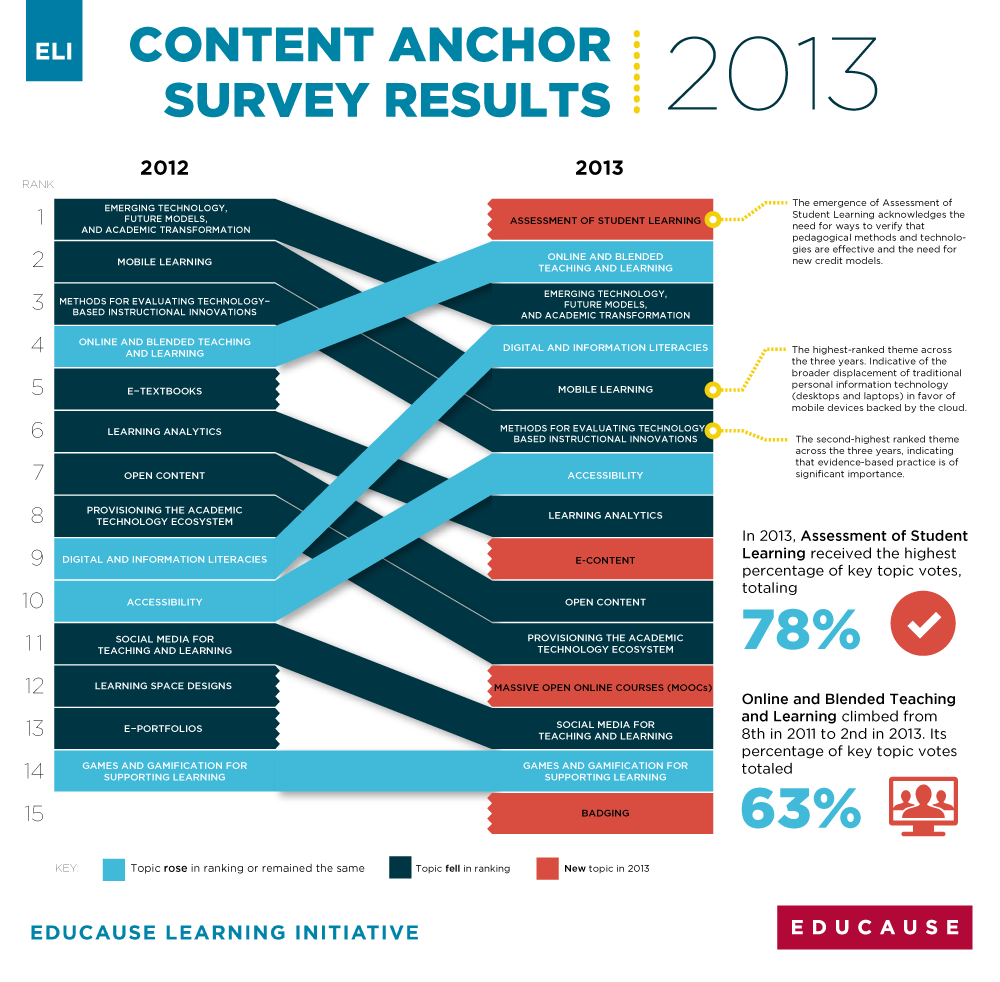 ELI
CONTENT ANCHOR
SURVEY RESULTS
2013
2012
2013
RANK
1
EMERGING TECHNOLOGY,
FUTURE MODELS,
AND ACADEMIC TRANSFORMATION
2
MOBILE LEARNING
3
METHODS FOR EVALUATING TECHNOLOGY–
BASED INSTRUCTIONAL INNOVATIONS
4
ONLINE AND BLENDED TEACHING
AND LEARNING
5
E–TEXTBOOKS
6
LEARNING ANALYTICS
7
OPEN CONTENT
8
PROVISIONING THE ACADEMIC
TECHNOLOGY ECOSYSTEM
9
DIGITAL AND INFORMATION LITERACIES
10
ACCESSIBILITY
11
SOCIAL MEDIA FOR
TEACHING AND LEARNING
12
LEARNING SPACE DESIGNS
13
E–PORTFOLIOS
14
GAMES AND GAMIFICATION FOR
SUPPORTING LEARNING
15
ASSESSMENT OF STUDENT LEARNING
ONLINE AND BLENDED
TEACHING AND LEARNING
EMERGING TECHNOLOGY,
FUTURE MODELS,
AND ACADEMIC TRANSFORMATION
DIGITAL AND INFORMATION LITERACIES
MOBILE LEARNING
METHODS FOR EVALUATING TECHNOLOGY
BASED INSTRUCTIONAL INNOVATIONS
ACCESSIBILITY
LEARNING ANALYTICS
E-CONTENT
OPEN CONTENT
PROVISIONING THE ACADEMIC
TECHNOLOGY ECOSYSTEM
MASSIVE OPEN ONLINE COURSES (MOOCs)
SOCIAL MEDIA FOR
TEACHING AND LEARNING
GAMES AND GAMIFICATION FOR
SUPPORTING LEARNING
BADGING
The emergence of Assessment of
Student Learning acknowledges the
need for ways to verify that
pedagogical methods and technolo-
gies are effective and the need for
new credit models.
The highest-ranked theme across
the three years. Indicative of the
broader displacement of traditional
personal information technology
(desktops and laptops) in favor of
mobile devices backed by the cloud.
The second-highest ranked theme
across the three years, indicating
that evidence-based practice is of
significant importance.
In 2013, Assessment of Student
Learning received the highest
percentage of key topic votes,
totaling
78%
Online and Blended Teaching
and Learning climbed from
8th in 2011 to 2nd in 2013. Its
percentage of key topic votes
totaled
63%
KEY:
Topic rose in ranking or remained the same
Topic fell in ranking
New topic in 2013
EDUCAUSE LEARNING INITIATIVE
EDUCAUSE